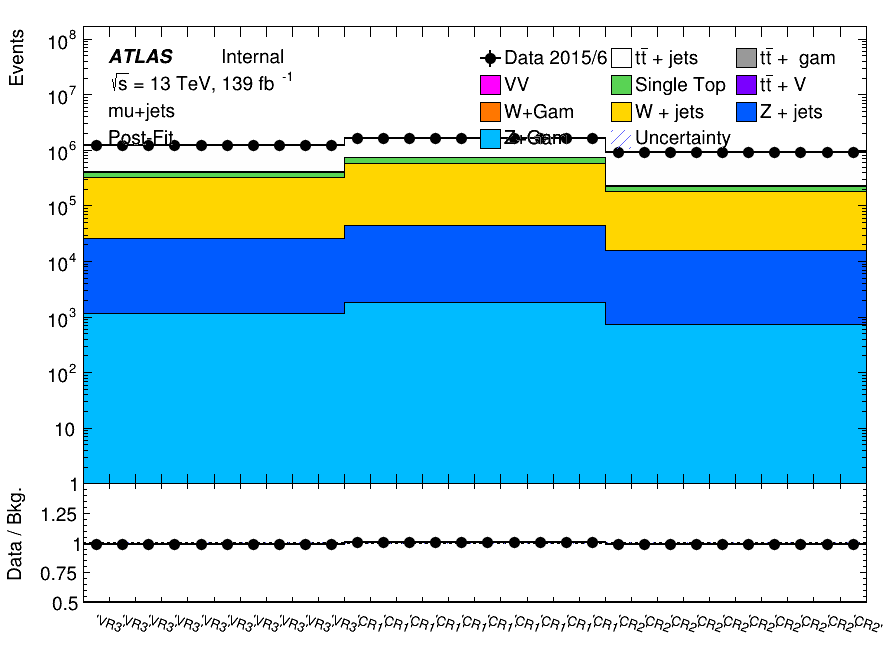 Events
10^8
10^7
10^6
10^5
10^4
10^3
10^2
10
1
ATLAS Internal
√s = 13 TeV, 139 fb⁻¹
mu+jets
Post-Fit
Data 2015/6
tt̄ + jets
tt̄ + gam
VV
Single Top
tt̄ + V
W+Gam
W + jets
Z + jets
Z+Gam
Uncertainty
Data / Bkg.
1.25
1
0.75
0.5
'VR3' 'VR3' 'VR3' 'VR3' 'VR3' 'VR3' 'VR3' 'VR3' 'VR3' 'VR3' 'CR1' 'CR1' 'CR1' 'CR1' 'CR1' 'CR1' 'CR1' 'CR1' 'CR1' 'CR1' 'CR2' 'CR2' 'CR2' 'CR2' 'CR2' 'CR2' 'CR2' 'CR2' 'CR2' 'CR2'